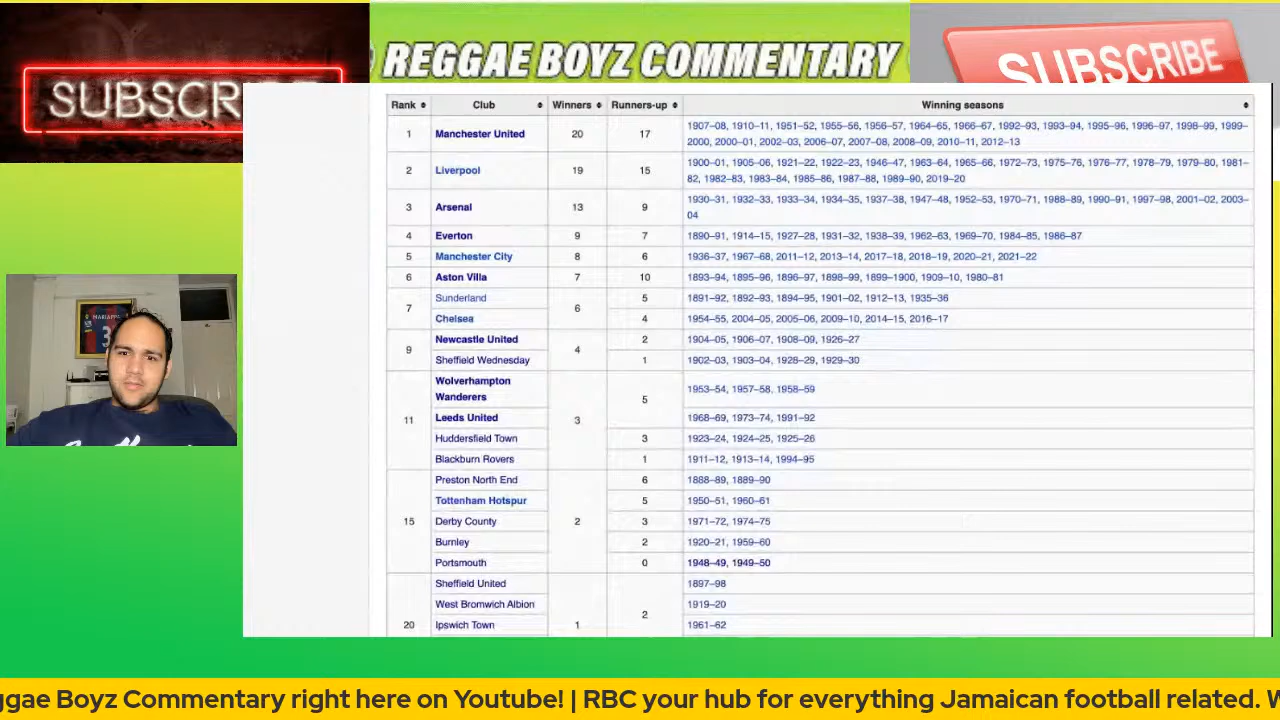 SUBSCR
REGGAE BOYZ COMMENTARY
SUBSCRIBE
MARIAPPA
3
Rank Club Winners Runners-up Winning seasons
1 Manchester United 20 17 1907–08, 1910–11, 1951–52, 1955–56, 1956–57, 1964–65, 1966–67, 1992–93, 1993–94, 1995–96, 1996–97, 1998–99, 1999–
2000, 2000–01, 2002–03, 2006–07, 2007–08, 2008–09, 2010–11, 2012–13
2 Liverpool 19 15 1900–01, 1905–06, 1921–22, 1922–23, 1946–47, 1963–64, 1965–66, 1972–73, 1975–76, 1976–77, 1978–79, 1979–80, 1981–
82, 1982–83, 1983–84, 1985–86, 1987–88, 1989–90, 2019–20
3 Arsenal 13 9 1930–31, 1932–33, 1933–34, 1934–35, 1937–38, 1947–48, 1952–53, 1970–71, 1988–89, 1990–91, 1997–98, 2001–02, 2003–
04
4 Everton 9 7 1890–91, 1914–15, 1927–28, 1931–32, 1938–39, 1962–63, 1969–70, 1984–85, 1986–87
5 Manchester City 8 6 1936–37, 1967–68, 2011–12, 2013–14, 2017–18, 2018–19, 2020–21, 2021–22
6 Aston Villa 7 10 1893–94, 1895–96, 1896–97, 1898–99, 1899–1900, 1909–10, 1980–81
7 Sunderland 6 5 1891–92, 1892–93, 1894–95, 1901–02, 1912–13, 1935–36
Chelsea 4 1954–55, 2004–05, 2005–06, 2009–10, 2014–15, 2016–17
9 Newcastle United 4 2 1904–05, 1906–07, 1908–09, 1926–27
Sheffield Wednesday 1 1902–03, 1903–04, 1928–29, 1929–30
11 Wolverhampton
Wanderers 3 5 1953–54, 1957–58, 1958–59
Leeds United 1968–69, 1973–74, 1991–92
Huddersfield Town 3 1923–24, 1924–25, 1925–26
Blackburn Rovers 1 1911–12, 1913–14, 1994–95
15 Preston North End 2 6 1888–89, 1889–90
Tottenham Hotspur 5 1950–51, 1960–61
Derby County 3 1971–72, 1974–75
Burnley 2 1920–21, 1959–60
Portsmouth 0 1948–49, 1949–50
Sheffield United 2 1897–98
West Bromwich Albion 1919–20
20 Ipswich Town 1 1961–62
ggae Boyz Commentary right here on Youtube! | RBC your hub for everything Jamaican football related. W